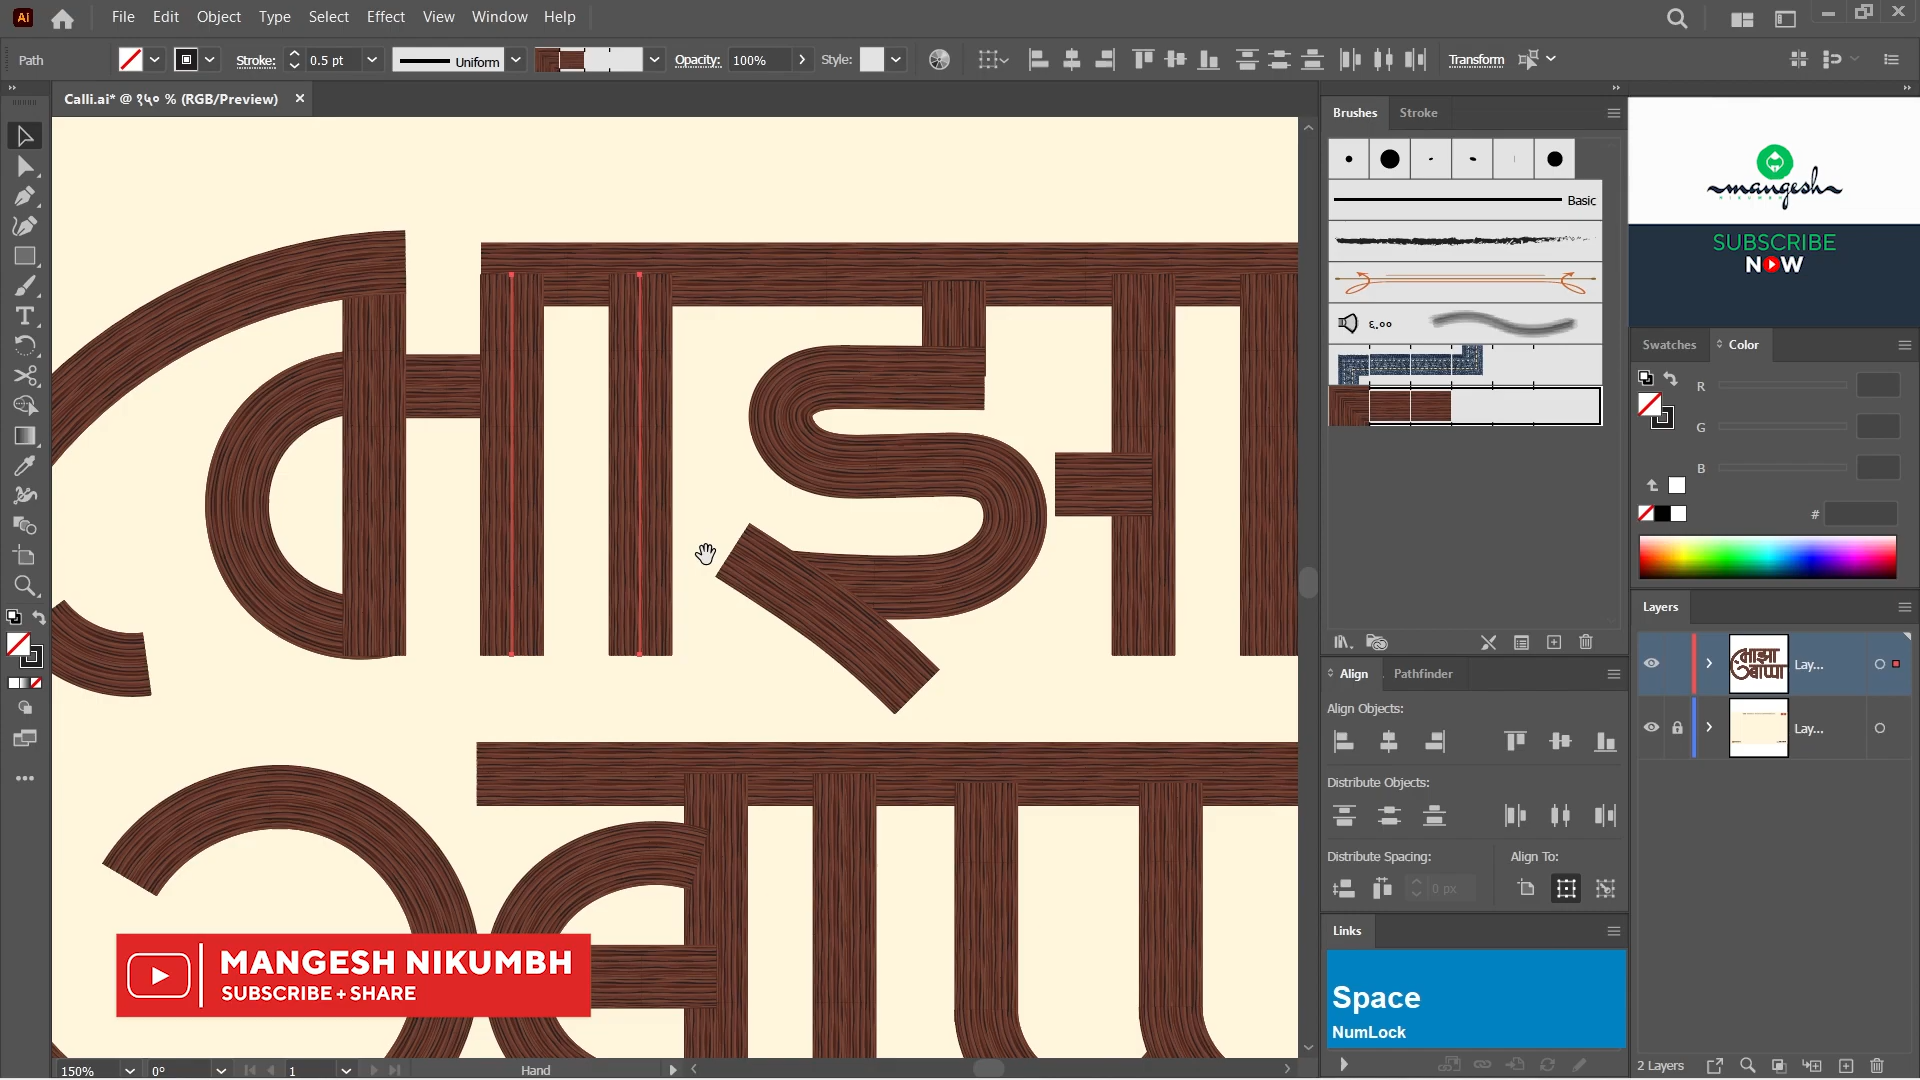 Ai File Edit Object Type Select Effect View Window Help
Path Stroke: 0.5 pt Uniform Opacity: 100% Style: Transform
Calli.ai* @ १५० % (RGB/Preview)
Brushes Stroke
Basic
६.००
mangesh
SUBSCRIBE
NOW
Swatches Color
R
G
B
#
Layers
Lay...
Lay...
2 Layers
Align Pathfinder
Align Objects:
Distribute Objects:
Distribute Spacing: Align To:
0 px
Links
Space
NumLock
माझा
MANGESH NIKUMBH
SUBSCRIBE + SHARE
150% 0° 1 Hand